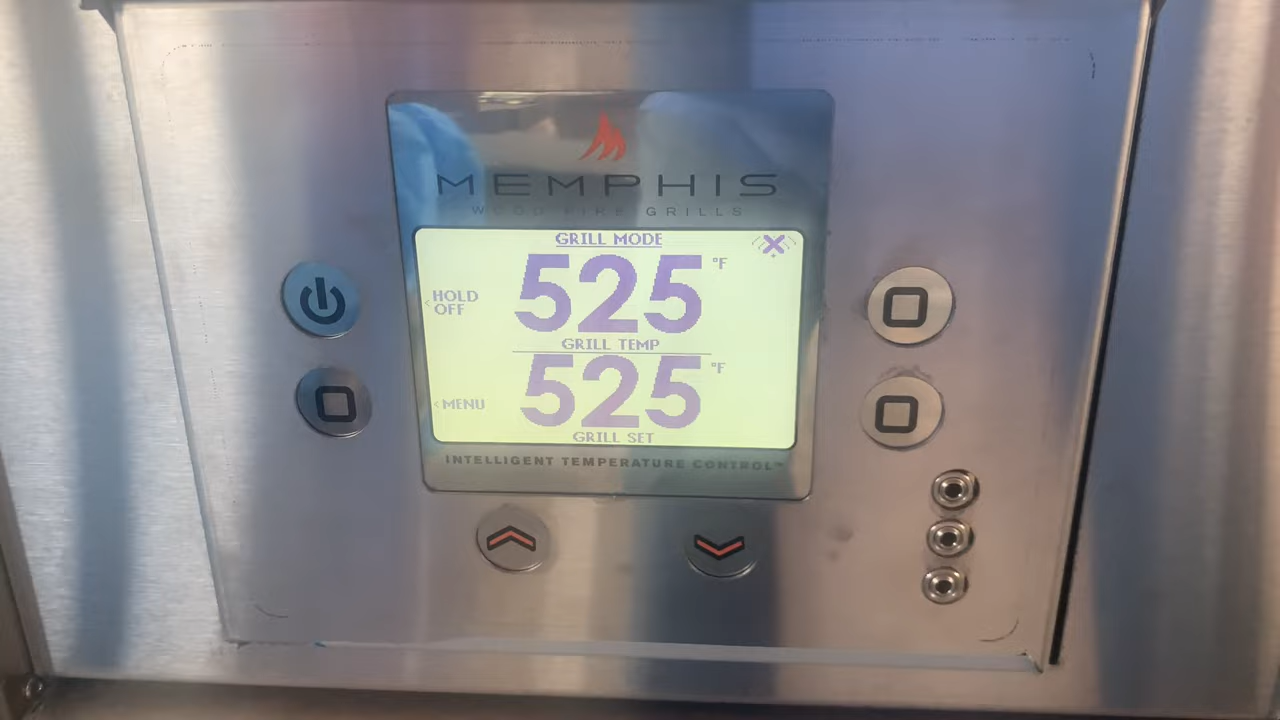 MEMPHIS
WOOD FIRE GRILLS
GRILL MODE
525 °F
‹HOLD
OFF
GRILL TEMP
525 °F
‹MENU
GRILL SET
INTELLIGENT TEMPERATURE CONTROL™